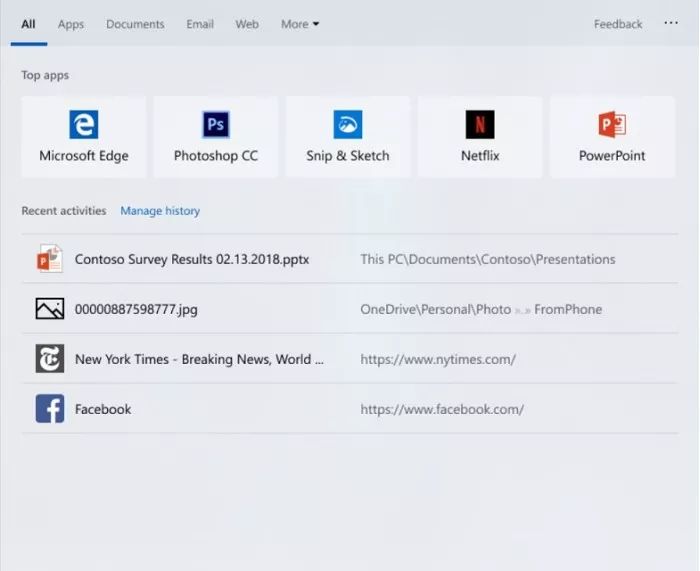 All Apps Documents Email Web More Feedback ...
Top apps
Ps N P
Microsoft Edge Photoshop CC Snip & Sketch Netflix PowerPoint
Recent activities Manage history
Contoso Survey Results 02.13.2018.pptx This PC\Documents\Contoso\Presentations
00000887598777.jpg OneDrive\Personal\Photo »..» FromPhone
New York Times - Breaking News, World ... https://www.nytimes.com/
Facebook https://www.facebook.com/